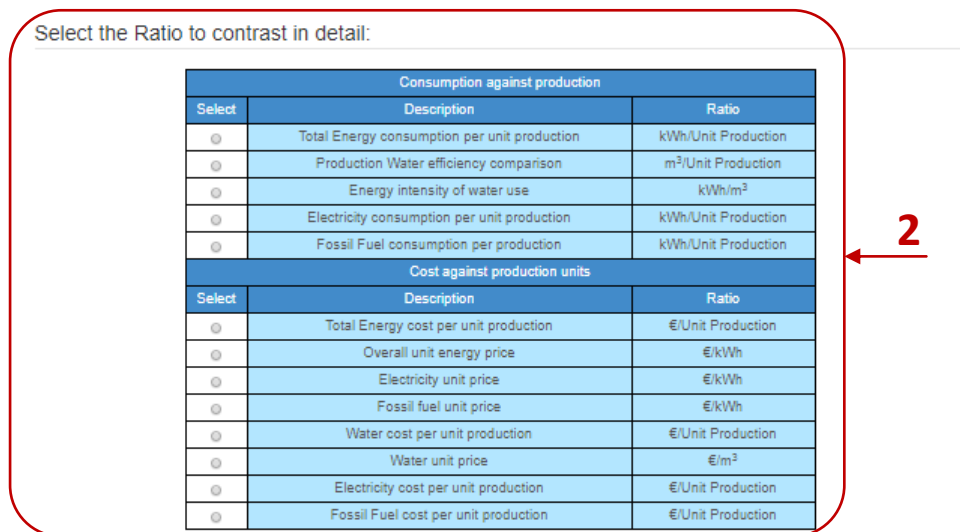 Select the Ratio to contrast in detail:
Consumption against production
Select Description Ratio
Total Energy consumption per unit production kWh/Unit Production
Production Water efficiency comparison m³/Unit Production
Energy intensity of water use kWh/m³
Electricity consumption per unit production kWh/Unit Production
Fossil Fuel consumption per production kWh/Unit Production
2
Cost against production units
Select Description Ratio
Total Energy cost per unit production €/Unit Production
Overall unit energy price €/kWh
Electricity unit price €/kWh
Fossil fuel unit price €/kWh
Water cost per unit production €/Unit Production
Water unit price €/m³
Electricity cost per unit production €/Unit Production
Fossil Fuel cost per unit production €/Unit Production